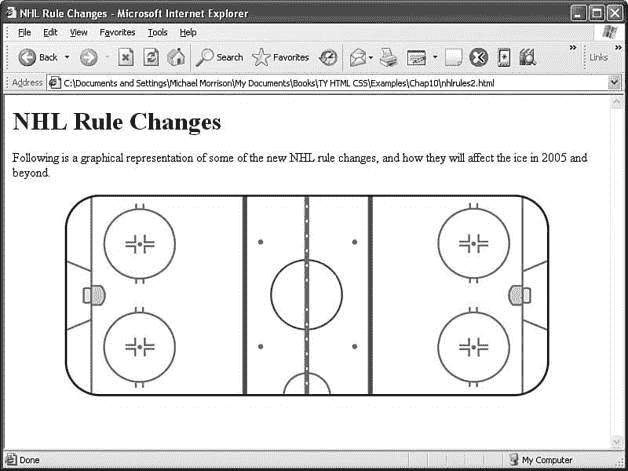 NHL Rule Changes - Microsoft Internet Explorer
File Edit View Favorites Tools Help
Back Search Favorites Links
Address C:\Documents and Settings\Michael Morrison\My Documents\Books\TY HTML CSS\Examples\Chap10\nhlrules2.html
NHL Rule Changes
Following is a graphical representation of some of the new NHL rule changes, and how they will affect the ice in 2005 and
beyond.
Done My Computer